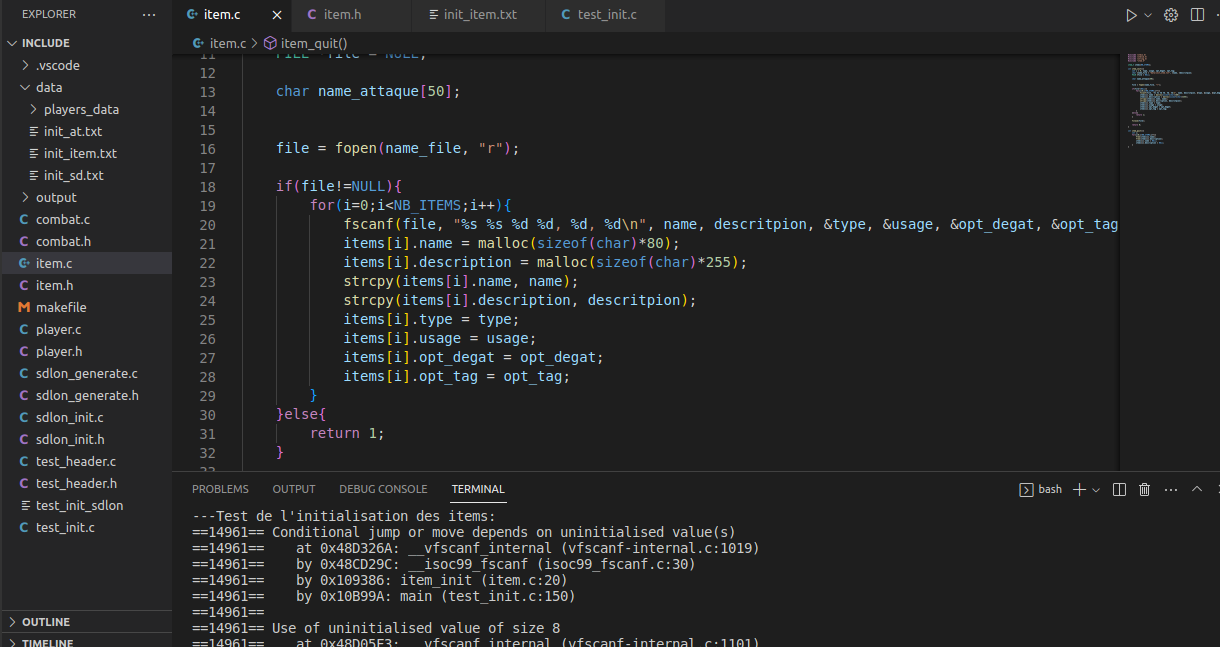 EXPLORER ...
item.c ×
item.h
init_item.txt
test_init.c
item.c > item_quit()
INCLUDE
.vscode
data
players_data
init_at.txt
init_item.txt
init_sd.txt
output
combat.c
combat.h
item.c
item.h
makefile
player.c
player.h
sdlon_generate.c
sdlon_generate.h
sdlon_init.c
sdlon_init.h
test_header.c
test_header.h
test_init_sdlon
test_init.c
OUTLINE
TIMELINE
11 FILE * file = NULL;
12
13 char name_attaque[50];
14
15
16 file = fopen(name_file, "r");
17
18 if(file!=NULL){
19 for(i=0;i<NB_ITEMS;i++){
20 fscanf(file, "%s %s %d %d, %d, %d\n", name, descritpion, &type, &usage, &opt_degat, &opt_tag
21 items[i].name = malloc(sizeof(char)*80);
22 items[i].description = malloc(sizeof(char)*255);
23 strcpy(items[i].name, name);
24 strcpy(items[i].description, descritpion);
25 items[i].type = type;
26 items[i].usage = usage;
27 items[i].opt_degat = opt_degat;
28 items[i].opt_tag = opt_tag;
29 }
30 }else{
31 return 1;
32 }
33
PROBLEMS OUTPUT DEBUG CONSOLE TERMINAL
bash
---Test de l'initialisation des items:
==14961== Conditional jump or move depends on uninitialised value(s)
==14961== at 0x48D326A: __vfscanf_internal (vfscanf-internal.c:1019)
==14961== by 0x48CD29C: __isoc99_fscanf (isoc99_fscanf.c:30)
==14961== by 0x109386: item_init (item.c:20)
==14961== by 0x10B99A: main (test_init.c:150)
==14961==
==14961== Use of uninitialised value of size 8
==14961== at 0x48D05F3: __vfscanf_internal (vfscanf-internal.c:1101)